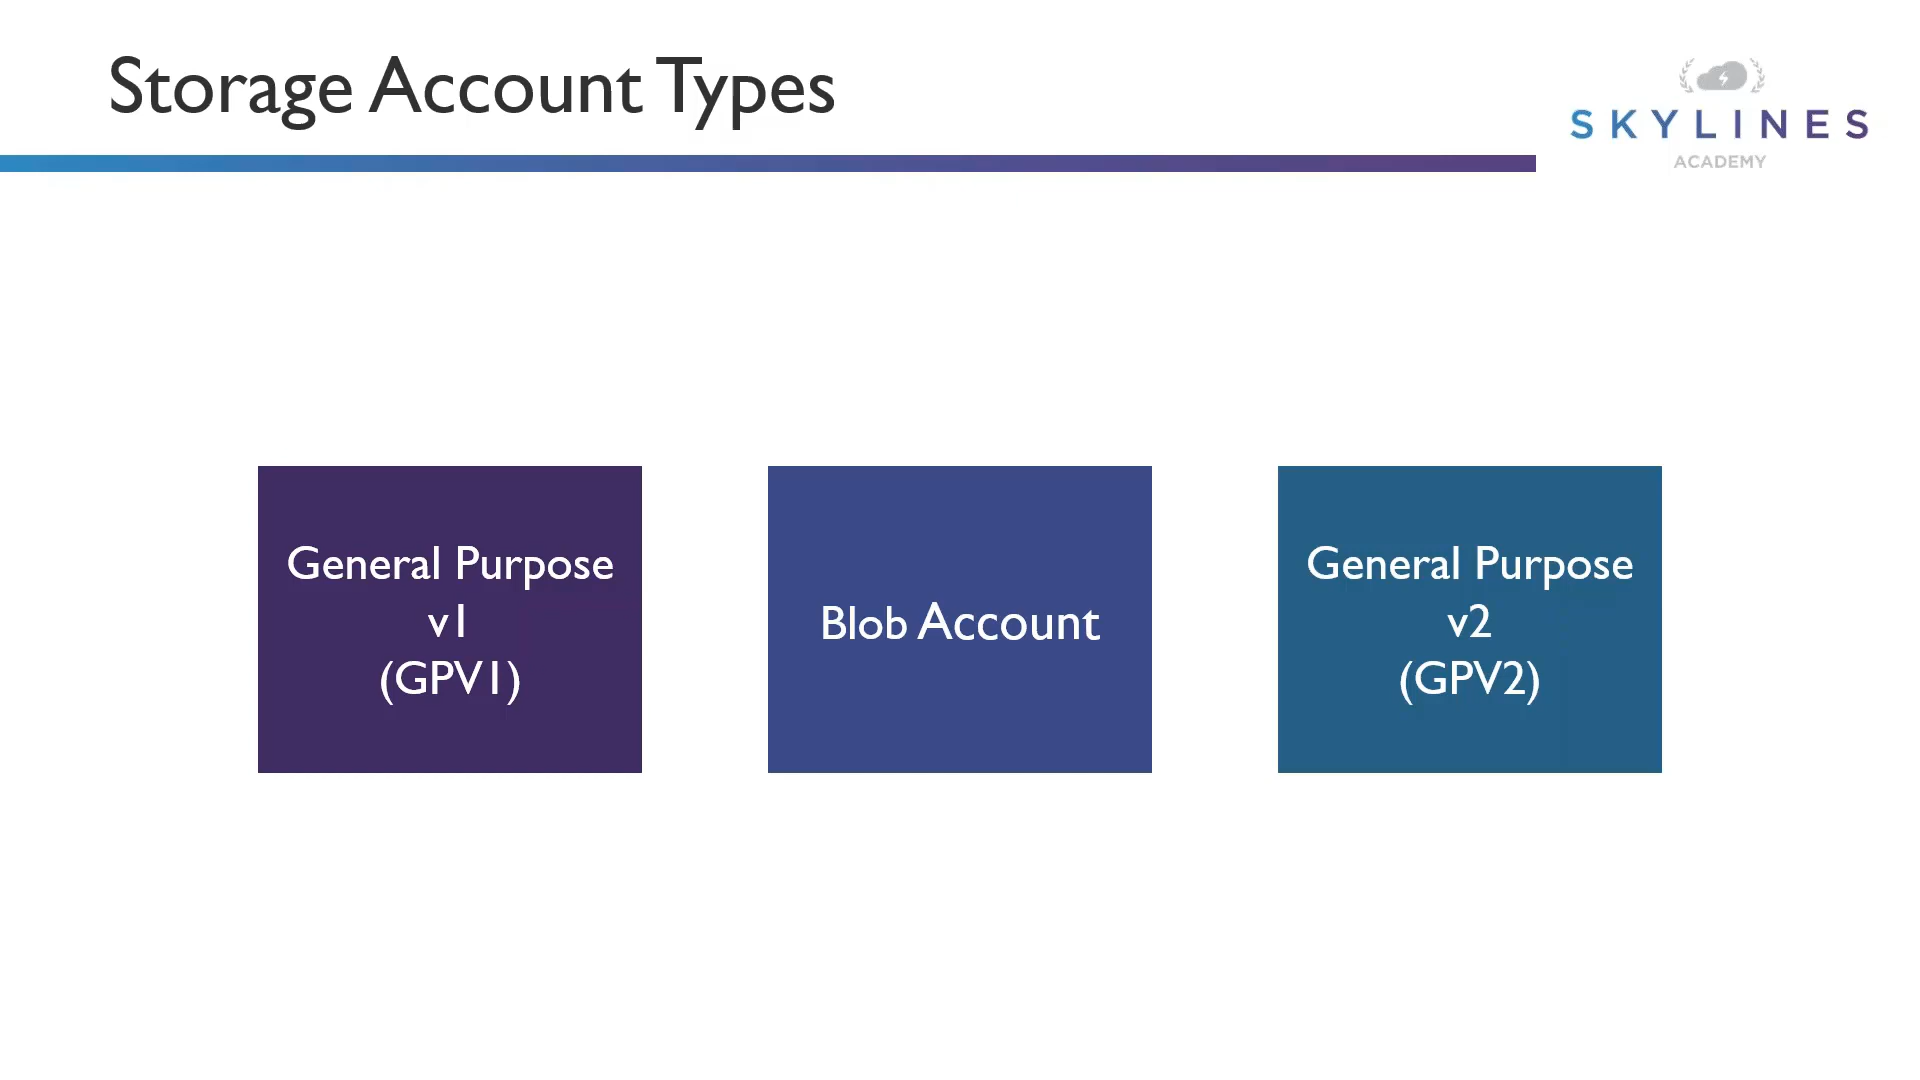 Storage Account Types
SKYLINES
ACADEMY
General Purpose
v1
(GPV1)
Blob Account
General Purpose
v2
(GPV2)